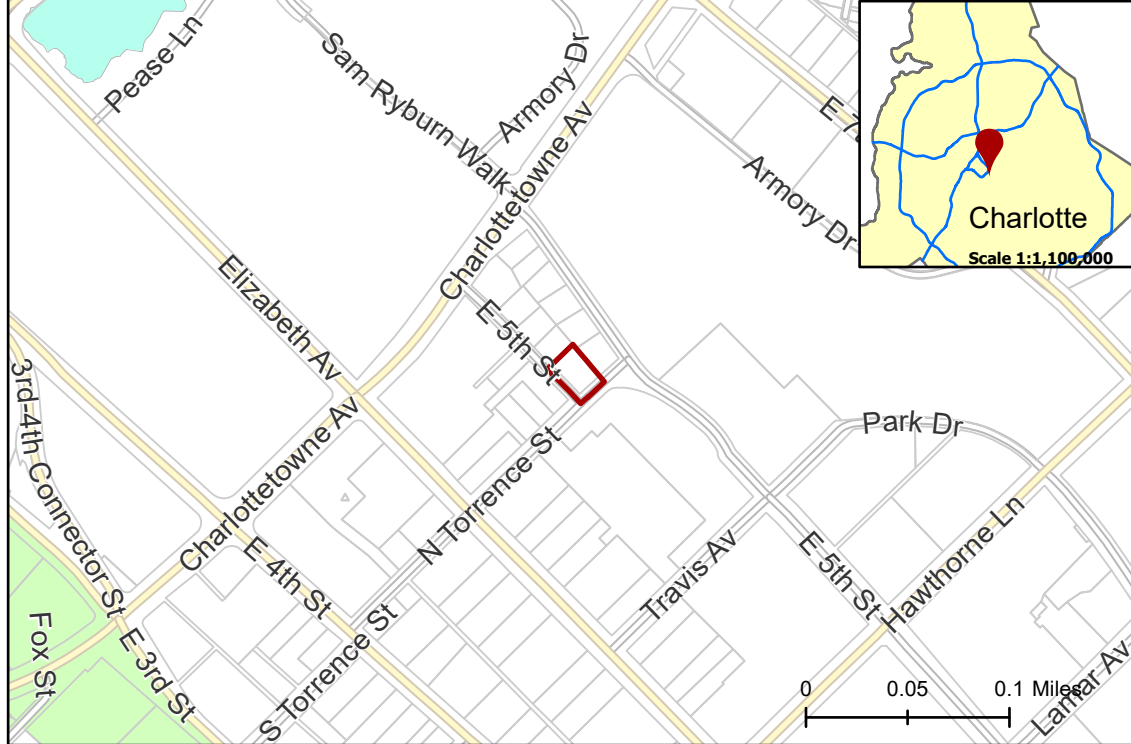 Pease Ln
Sam Ryburn Walk
Armory Dr
Charlottetowne Av
E 7
Armory Dr
Charlotte
Scale 1:1,100,000
Elizabeth Av
E 5th St
3rd-4th Connector St
Charlottetowne Av
N Torrence St
Park Dr
E 4th St
Travis Av
E 5th St
Hawthorne Ln
Fox St
E 3rd St
S Torrence St
Lamar Av
0 0.05 0.1 Miles